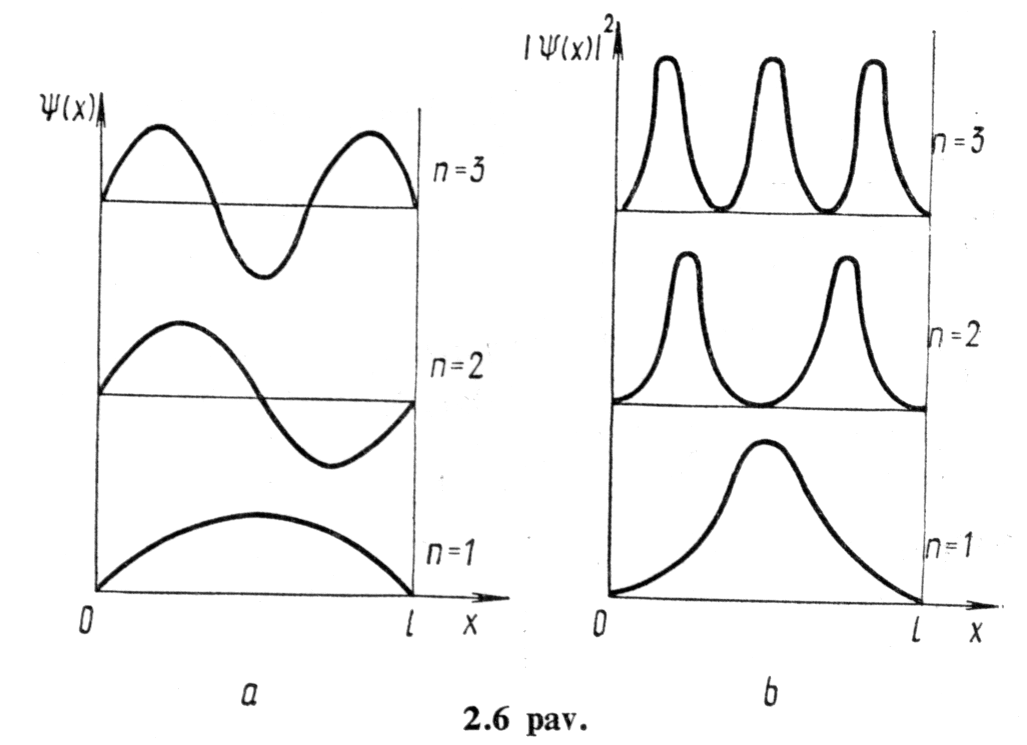 ψ(x)
n=3
n=2
n=1
0
l
x
a
|ψ(x)|²
n=3
n=2
n=1
0
l
x
b
2.6 pav.